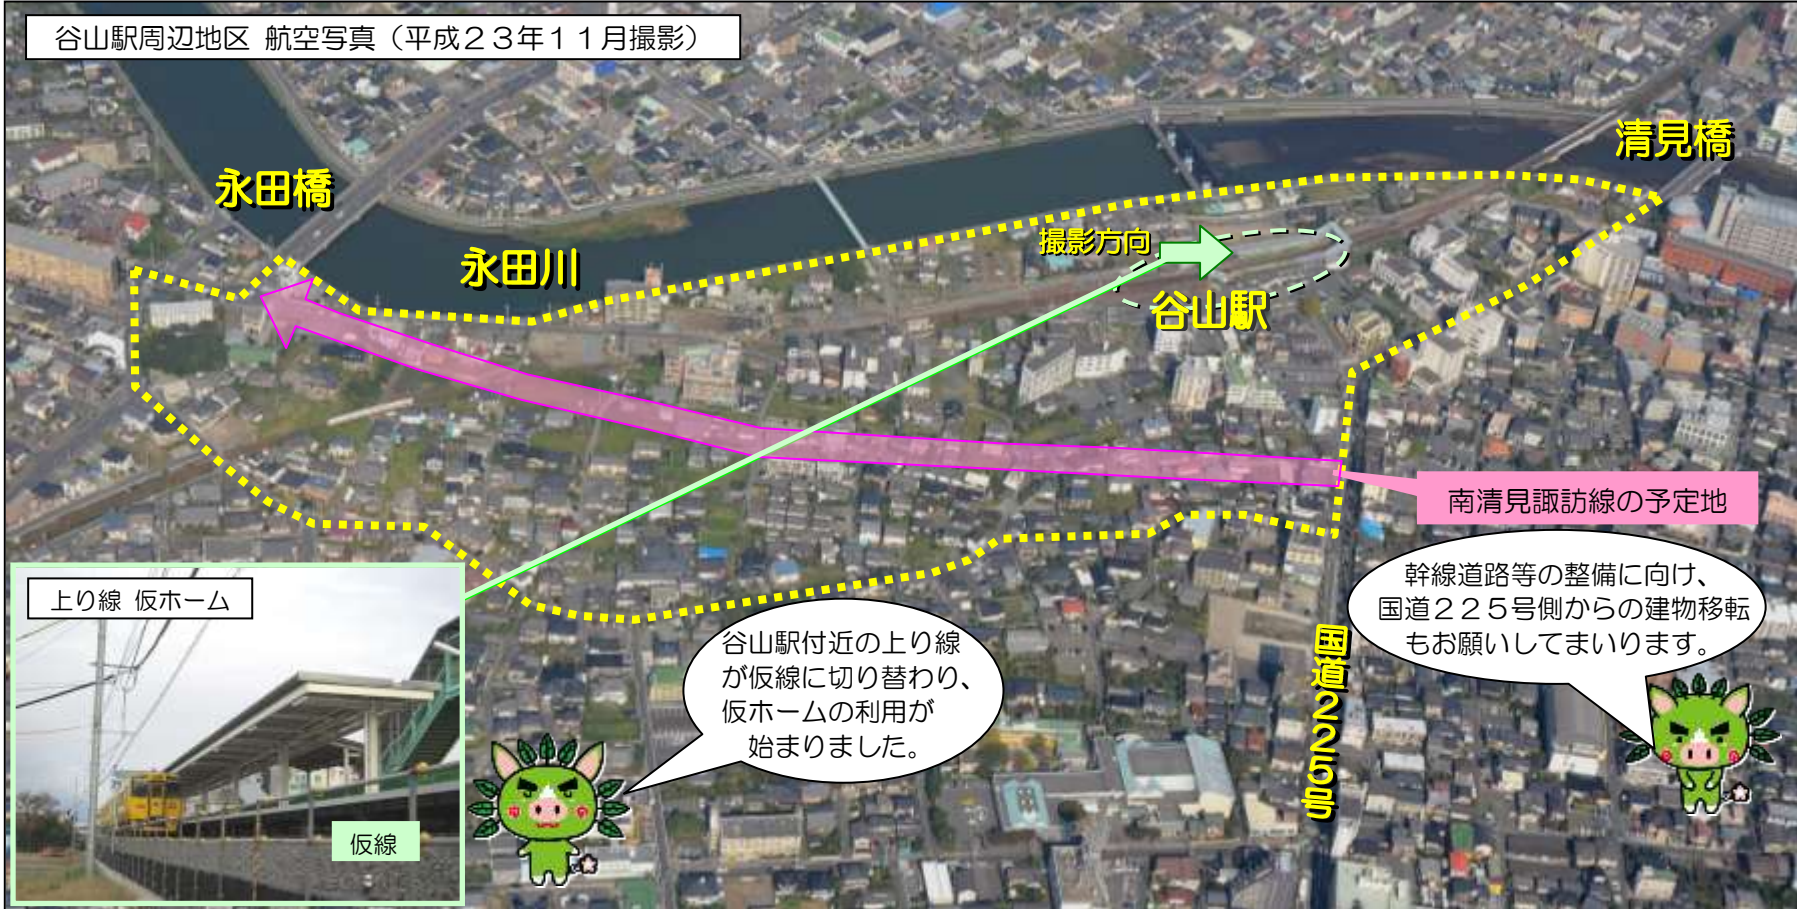 谷山駅周辺地区 航空写真（平成２３年１１月撮影）
清見橋
永田橋
永田川
撮影方向
谷山駅
南清見諏訪線の予定地
幹線道路等の整備に向け、
国道２２５号側からの建物移転
もお願いしてまいります。
国道２２５号
谷山駅付近の上り線
が仮線に切り替わり、
仮ホームの利用が
始まりました。
上り線 仮ホーム
仮線